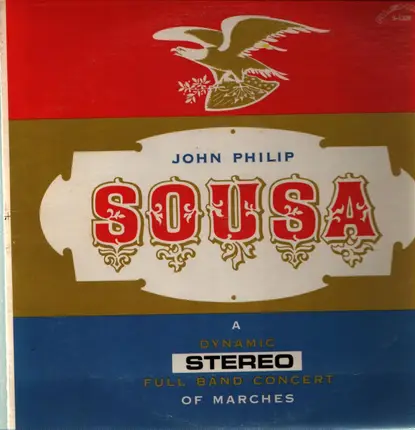 JOHN PHILIP
SOUSA
A
DYNAMIC
STEREO
FULL BAND CONCERT
OF MARCHES